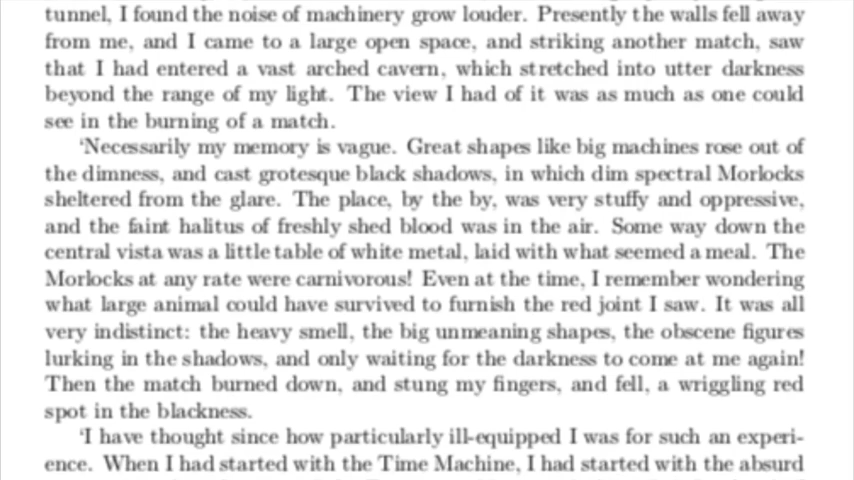 tunnel, I found the noise of machinery grow louder. Presently the walls fell away
from me, and I came to a large open space, and striking another match, saw
that I had entered a vast arched cavern, which stretched into utter darkness
beyond the range of my light. The view I had of it was as much as one could
see in the burning of a match.
‘Necessarily my memory is vague. Great shapes like big machines rose out of
the dimness, and cast grotesque black shadows, in which dim spectral Morlocks
sheltered from the glare. The place, by the by, was very stuffy and oppressive,
and the faint halitus of freshly shed blood was in the air. Some way down the
central vista was a little table of white metal, laid with what seemed a meal. The
Morlocks at any rate were carnivorous! Even at the time, I remember wondering
what large animal could have survived to furnish the red joint I saw. It was all
very indistinct: the heavy smell, the big unmeaning shapes, the obscene figures
lurking in the shadows, and only waiting for the darkness to come at me again!
Then the match burned down, and stung my fingers, and fell, a wriggling red
spot in the blackness.
‘I have thought since how particularly ill-equipped I was for such an experi-
ence. When I had started with the Time Machine, I had started with the absurd